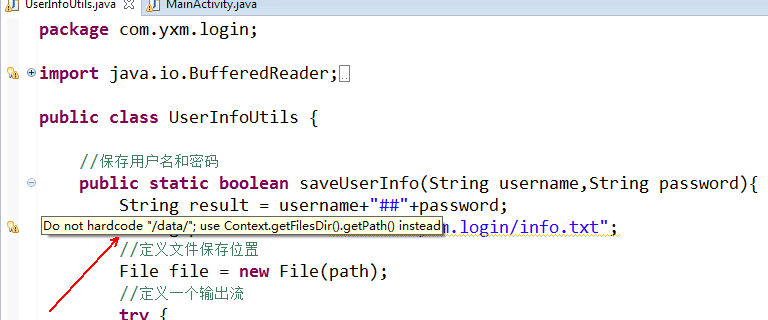 UserInfoUtils.java MainActivity.java
package com.yxm.login;
import java.io.BufferedReader;
public class UserInfoUtils {
//保存用户名和密码
public static boolean saveUserInfo(String username,String password){
String result = username+"##"+password;
Do not hardcode "/data/"; use Context.getFilesDir().getPath() instead
m.login/info.txt";
//定义文件保存位置
File file = new File(path);
//定义一个输出流
try {